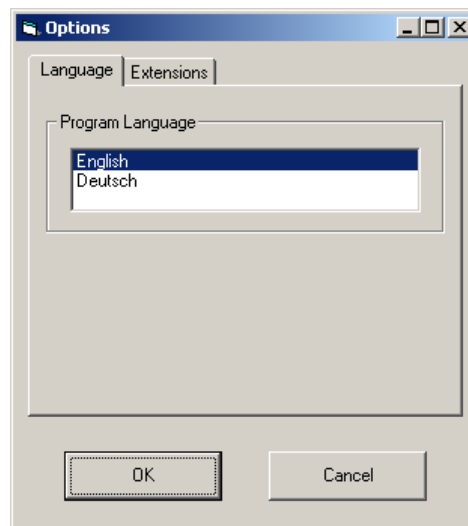 Options
Language Extensions
Program Language
English
Deutsch
OK Cancel